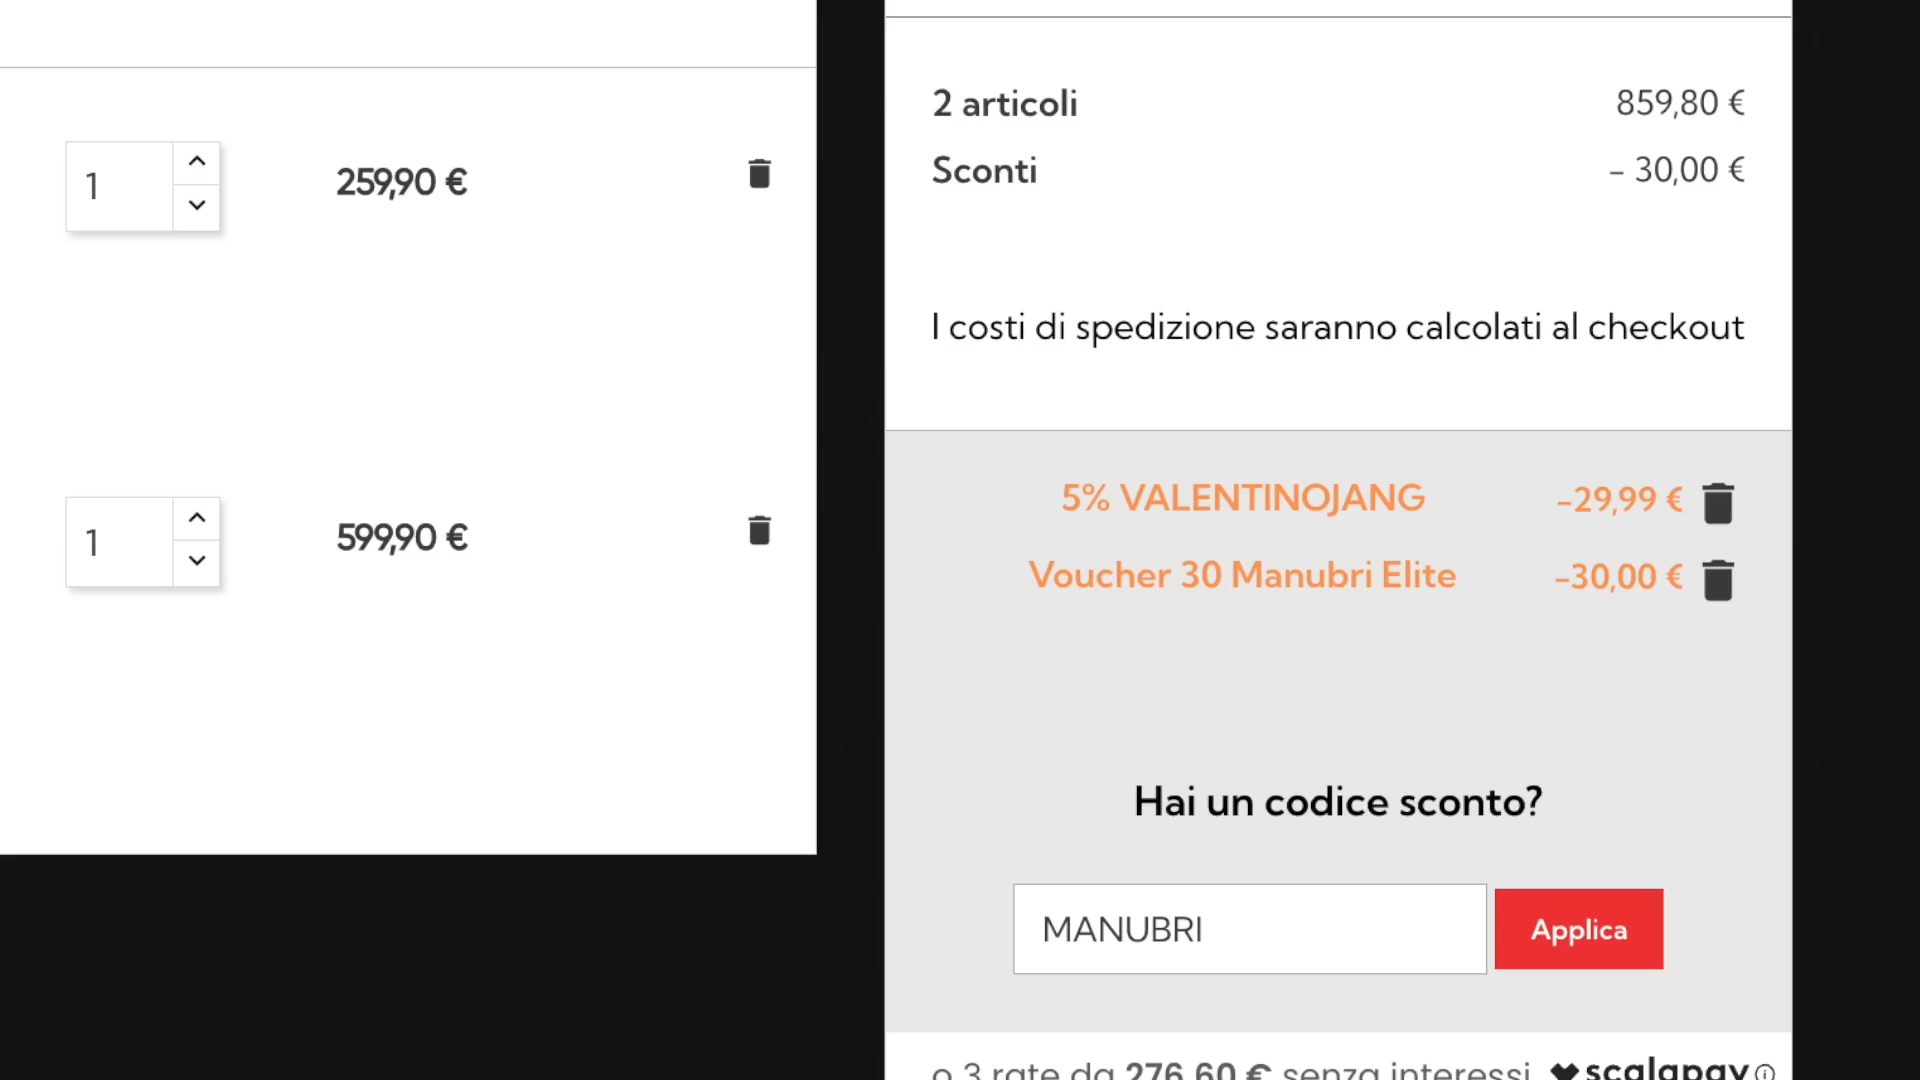 1
259,90 €
1
599,90 €
2 articoli 859,80 €
Sconti - 30,00 €
I costi di spedizione saranno calcolati al checkout
5% VALENTINOJANG -29,99 €
Voucher 30 Manubri Elite -30,00 €
Hai un codice sconto?
MANUBRI Applica
o 3 rate da 276,60 € senza interessi scalapay